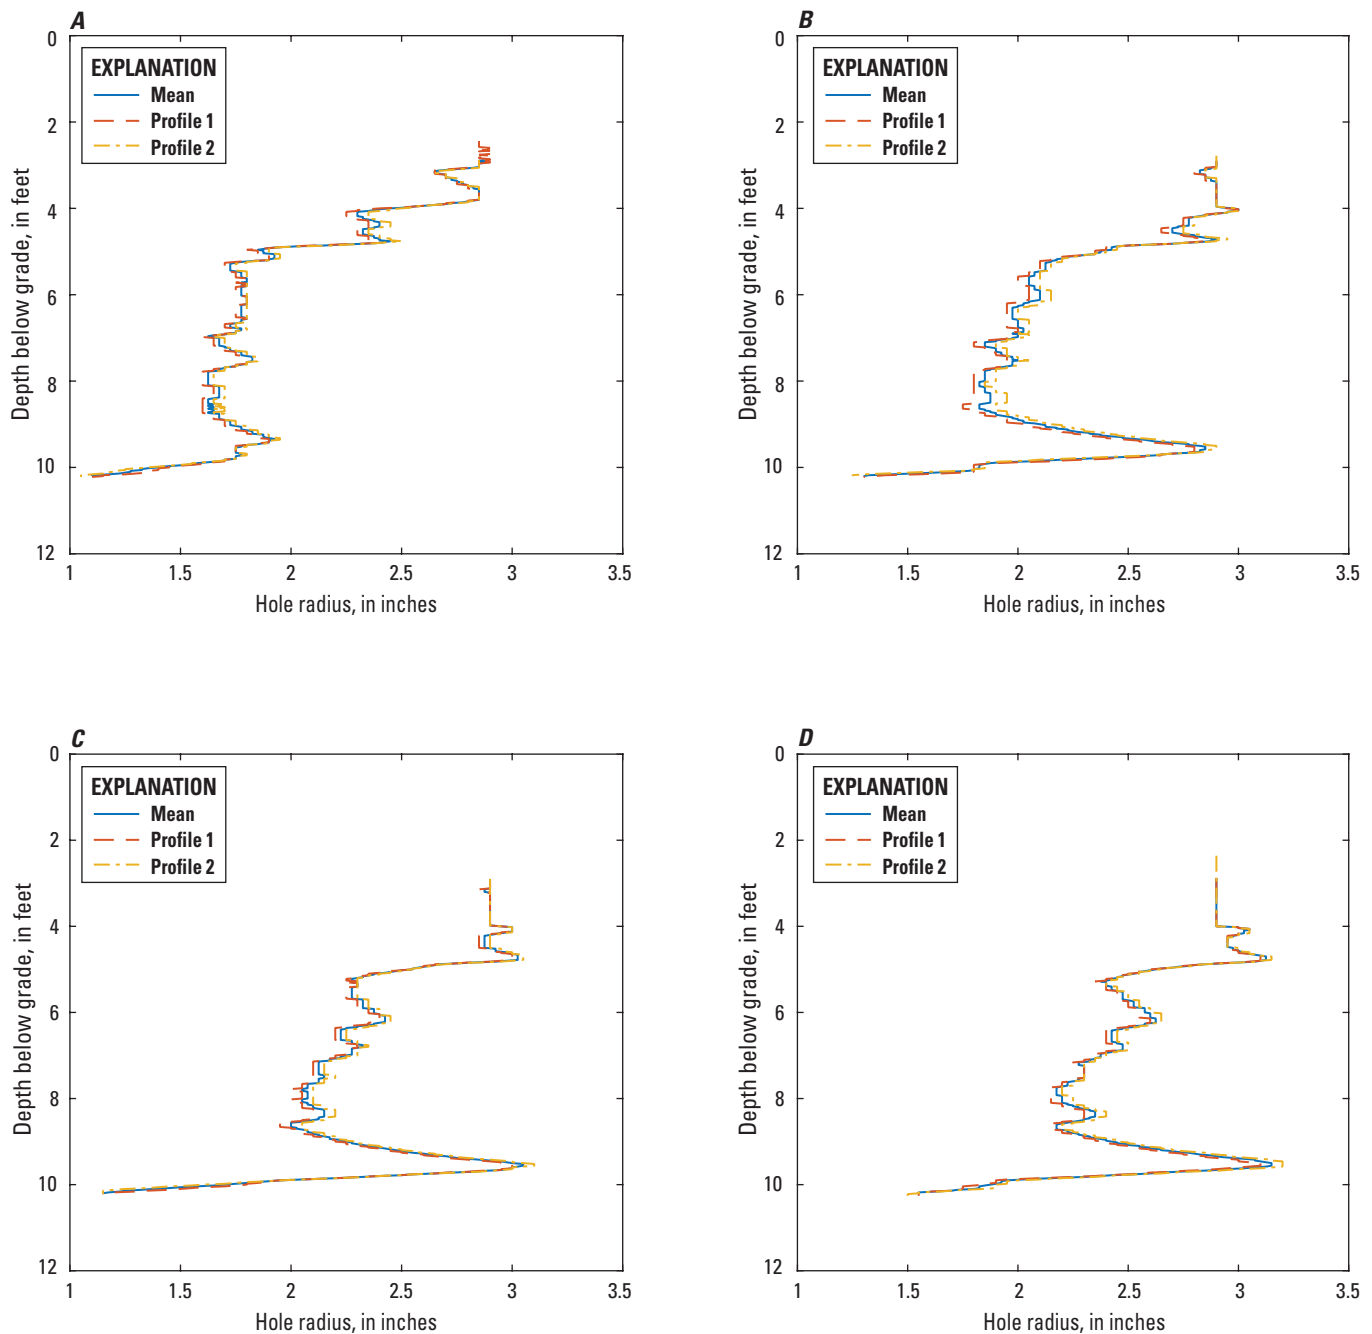 A
EXPLANATION
Mean
Profile 1
Profile 2
0
2
4
6
8
10
12
Depth below grade, in feet
1 1.5 2 2.5 3 3.5
Hole radius, in inches
B
EXPLANATION
Mean
Profile 1
Profile 2
0
2
4
6
8
10
12
Depth below grade, in feet
1 1.5 2 2.5 3 3.5
Hole radius, in inches
C
EXPLANATION
Mean
Profile 1
Profile 2
0
2
4
6
8
10
12
Depth below grade, in feet
1 1.5 2 2.5 3 3.5
Hole radius, in inches
D
EXPLANATION
Mean
Profile 1
Profile 2
0
2
4
6
8
10
12
Depth below grade, in feet
1 1.5 2 2.5 3 3.5
Hole radius, in inches